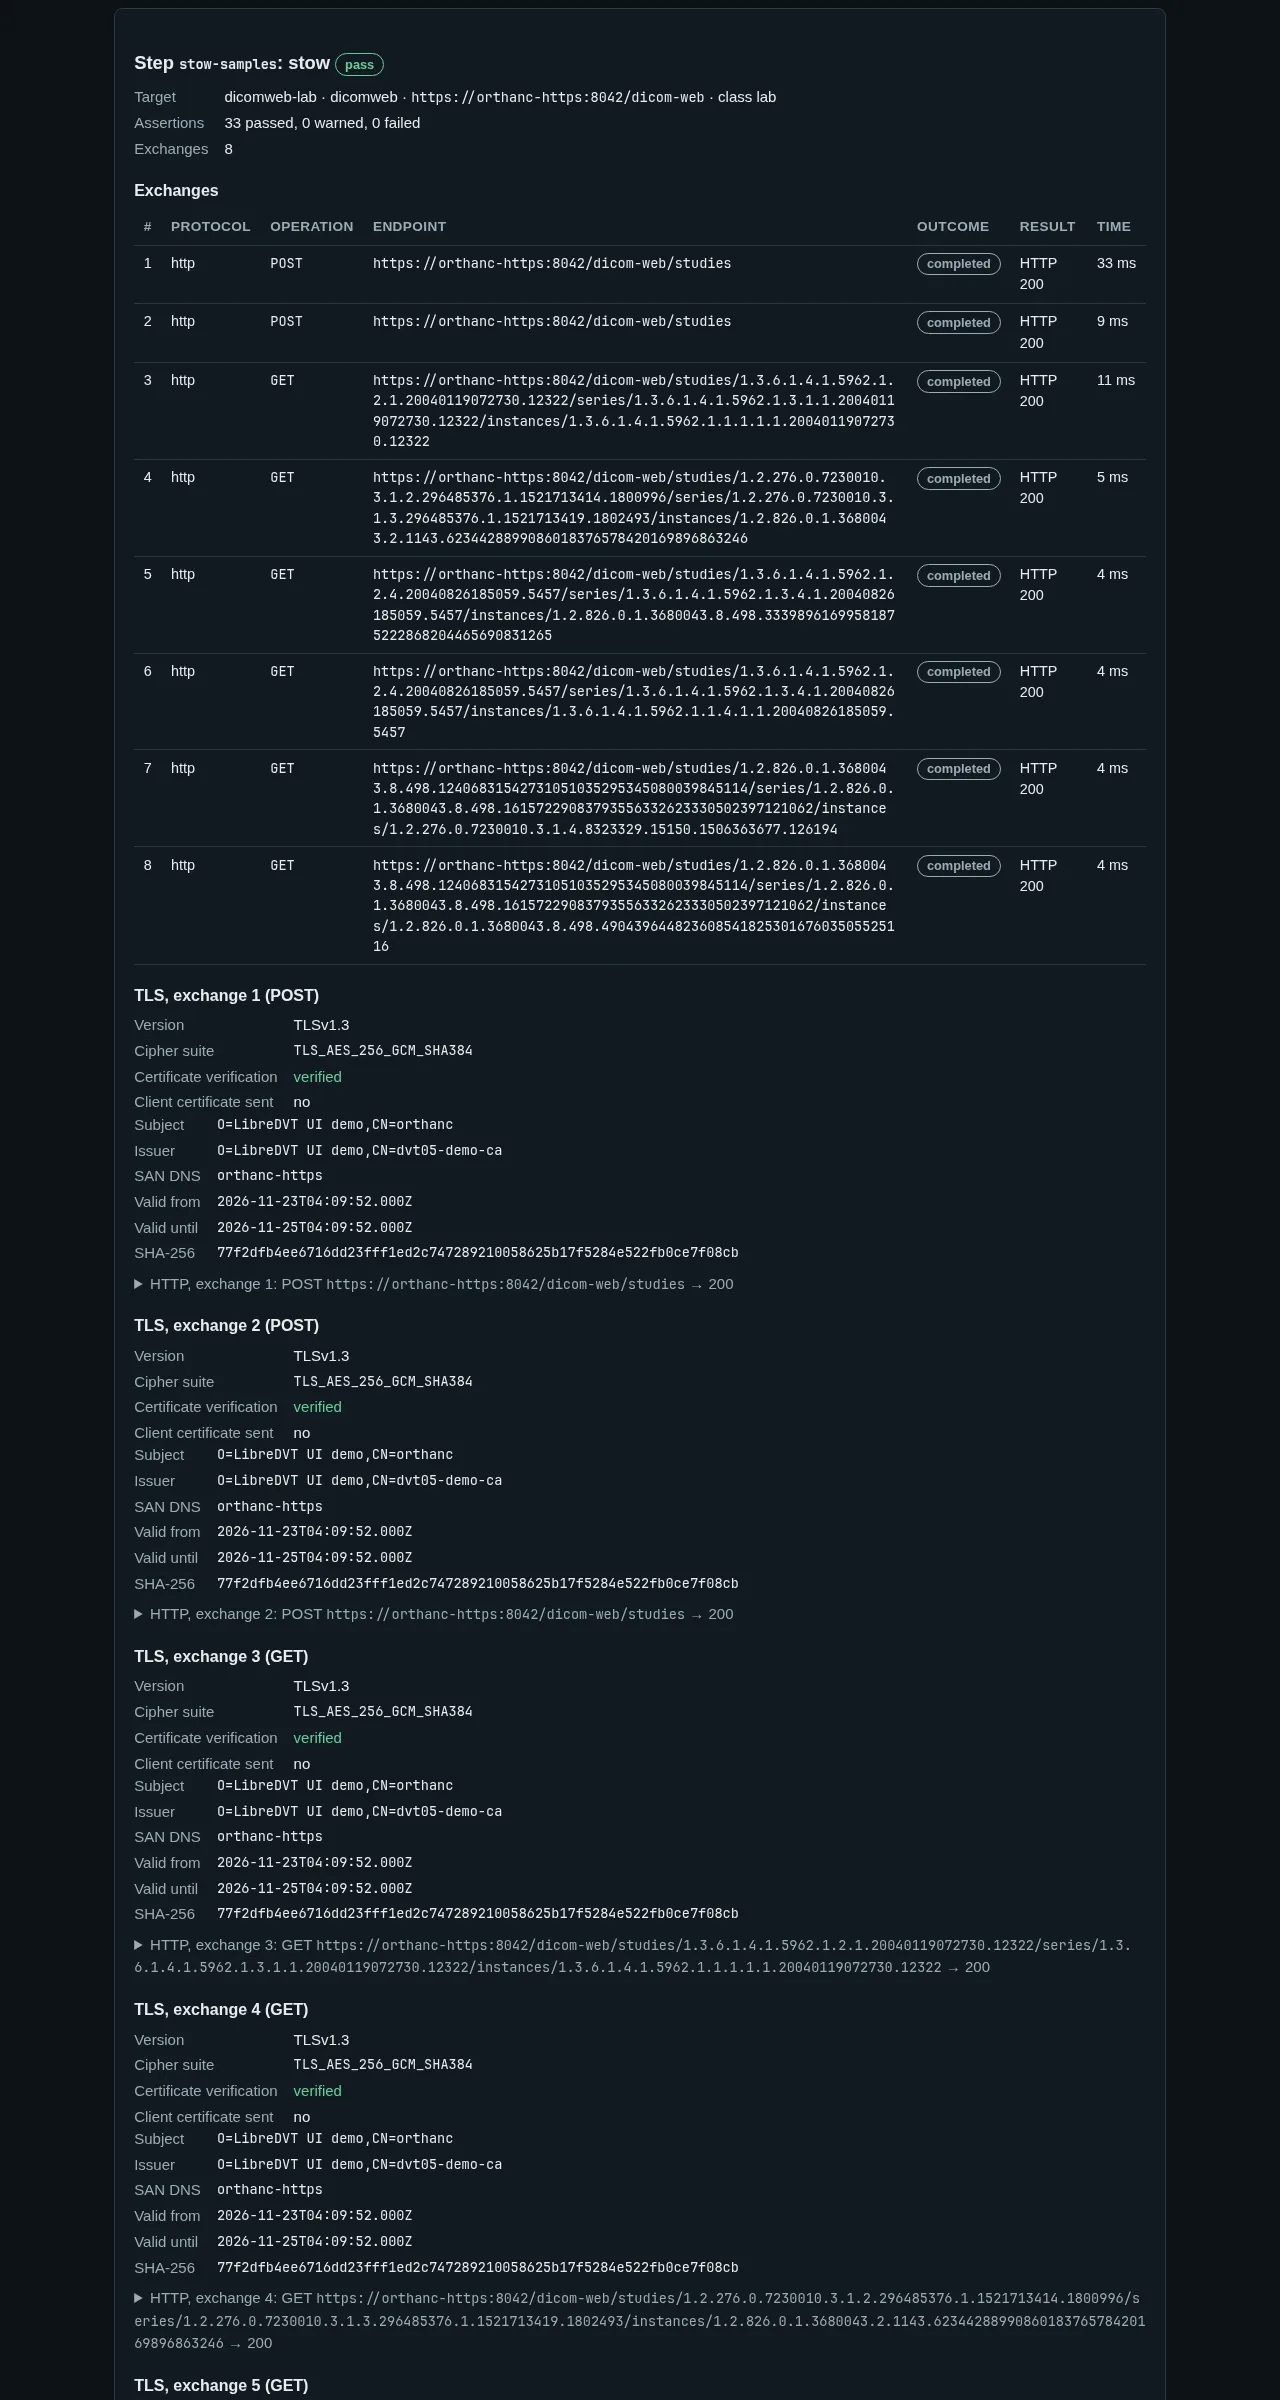 Step stow-samples: stow pass
Target dicomweb-lab · dicomweb · https://orthanc-https:8042/dicom-web · class lab
Assertions 33 passed, 0 warned, 0 failed
Exchanges 8
Exchanges
# PROTOCOL OPERATION ENDPOINT OUTCOME RESULT TIME
1 http POST https://orthanc-https:8042/dicom-web/studies completed HTTP 33 ms
200
2 http POST https://orthanc-https:8042/dicom-web/studies completed HTTP 9 ms
200
3 http GET https://orthanc-https:8042/dicom-web/studies/1.3.6.1.4.1.5962.1. completed HTTP 11 ms
2.1.20040119072730.12322/series/1.3.6.1.4.1.5962.1.3.1.1.2004011 200
9072730.12322/instances/1.3.6.1.4.1.5962.1.1.1.1.1.2004011907273
0.12322
4 http GET https://orthanc-https:8042/dicom-web/studies/1.2.276.0.7230010. completed HTTP 5 ms
3.1.2.296485376.1.1521713414.1800996/series/1.2.276.0.7230010.3. 200
1.3.296485376.1.1521713419.1802493/instances/1.2.826.0.1.368004
3.2.1143.6234428899086018376578420169896863246
5 http GET https://orthanc-https:8042/dicom-web/studies/1.3.6.1.4.1.5962.1. completed HTTP 4 ms
2.4.20040826185059.5457/series/1.3.6.1.4.1.5962.1.3.4.1.20040826 200
185059.5457/instances/1.2.826.0.1.3680043.8.498.3339896169958187
5222868204465690831265
6 http GET https://orthanc-https:8042/dicom-web/studies/1.3.6.1.4.1.5962.1. completed HTTP 4 ms
2.4.20040826185059.5457/series/1.3.6.1.4.1.5962.1.3.4.1.20040826 200
185059.5457/instances/1.3.6.1.4.1.5962.1.1.4.1.1.20040826185059.
5457
7 http GET https://orthanc-https:8042/dicom-web/studies/1.2.826.0.1.368004 completed HTTP 4 ms
3.8.498.12406831542731051035295345080039845114/series/1.2.826.0. 200
1.3680043.8.498.16157229083793556332623330502397121062/instance
s/1.2.276.0.7230010.3.1.4.8323329.15150.1506363677.126194
8 http GET https://orthanc-https:8042/dicom-web/studies/1.2.826.0.1.368004 completed HTTP 4 ms
3.8.498.12406831542731051035295345080039845114/series/1.2.826.0. 200
1.3680043.8.498.16157229083793556332623330502397121062/instance
s/1.2.826.0.1.3680043.8.498.490439644823608541825301676035055251
16
TLS, exchange 1 (POST)
Version TLSv1.3
Cipher suite TLS_AES_256_GCM_SHA384
Certificate verification verified
Client certificate sent no
Subject O=LibreDVT UI demo,CN=orthanc
Issuer O=LibreDVT UI demo,CN=dvt05-demo-ca
SAN DNS orthanc-https
Valid from 2026-11-23T04:09:52.000Z
Valid until 2026-11-25T04:09:52.000Z
SHA-256 77f2dfb4ee6716dd23fff1ed2c747289210058625b17f5284e522fb0ce7f08cb
▶ HTTP, exchange 1: POST https://orthanc-https:8042/dicom-web/studies → 200
TLS, exchange 2 (POST)
Version TLSv1.3
Cipher suite TLS_AES_256_GCM_SHA384
Certificate verification verified
Client certificate sent no
Subject O=LibreDVT UI demo,CN=orthanc
Issuer O=LibreDVT UI demo,CN=dvt05-demo-ca
SAN DNS orthanc-https
Valid from 2026-11-23T04:09:52.000Z
Valid until 2026-11-25T04:09:52.000Z
SHA-256 77f2dfb4ee6716dd23fff1ed2c747289210058625b17f5284e522fb0ce7f08cb
▶ HTTP, exchange 2: POST https://orthanc-https:8042/dicom-web/studies → 200
TLS, exchange 3 (GET)
Version TLSv1.3
Cipher suite TLS_AES_256_GCM_SHA384
Certificate verification verified
Client certificate sent no
Subject O=LibreDVT UI demo,CN=orthanc
Issuer O=LibreDVT UI demo,CN=dvt05-demo-ca
SAN DNS orthanc-https
Valid from 2026-11-23T04:09:52.000Z
Valid until 2026-11-25T04:09:52.000Z
SHA-256 77f2dfb4ee6716dd23fff1ed2c747289210058625b17f5284e522fb0ce7f08cb
▶ HTTP, exchange 3: GET https://orthanc-https:8042/dicom-web/studies/1.3.6.1.4.1.5962.1.2.1.20040119072730.12322/series/1.3.
6.1.4.1.5962.1.3.1.1.20040119072730.12322/instances/1.3.6.1.4.1.5962.1.1.1.1.1.20040119072730.12322 → 200
TLS, exchange 4 (GET)
Version TLSv1.3
Cipher suite TLS_AES_256_GCM_SHA384
Certificate verification verified
Client certificate sent no
Subject O=LibreDVT UI demo,CN=orthanc
Issuer O=LibreDVT UI demo,CN=dvt05-demo-ca
SAN DNS orthanc-https
Valid from 2026-11-23T04:09:52.000Z
Valid until 2026-11-25T04:09:52.000Z
SHA-256 77f2dfb4ee6716dd23fff1ed2c747289210058625b17f5284e522fb0ce7f08cb
▶ HTTP, exchange 4: GET https://orthanc-https:8042/dicom-web/studies/1.2.276.0.7230010.3.1.2.296485376.1.1521713414.1800996/s
eries/1.2.276.0.7230010.3.1.3.296485376.1.1521713419.1802493/instances/1.2.826.0.1.3680043.2.1143.62344288990860183765784201
69896863246 → 200
TLS, exchange 5 (GET)